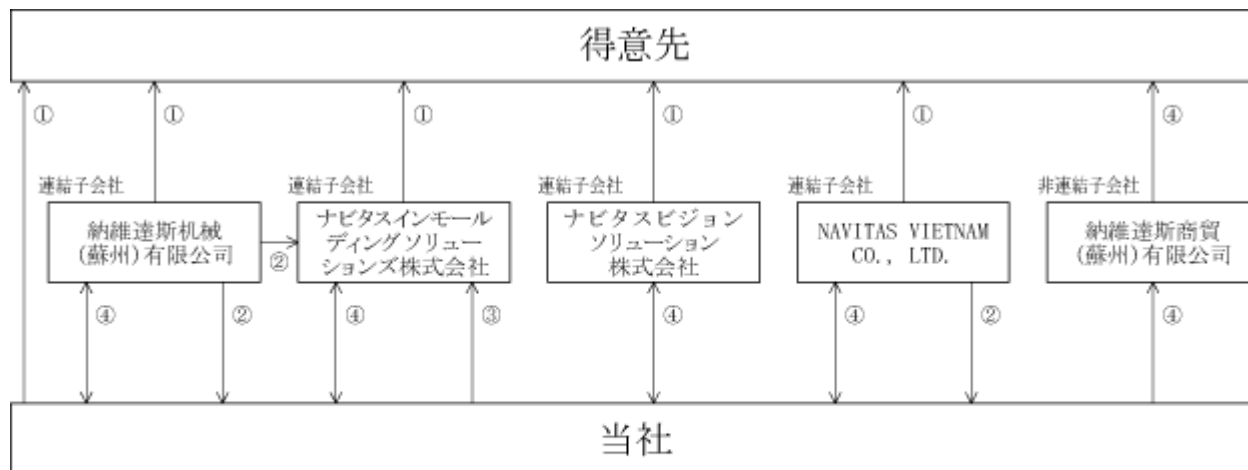 得意先
① ① ① ① ① ④
連結子会社 連結子会社 連結子会社 連結子会社 非連結子会社
納維達斯机械
(蘇州)有限公司
②
ナビタスインモール
ディングソリュー
ションズ株式会社
ナビタスビジョン
ソリューション
株式会社
NAVITAS VIETNAM
CO., LTD.
納維達斯商貿
(蘇州)有限公司
④ ② ④ ③ ④ ④ ② ④
当社